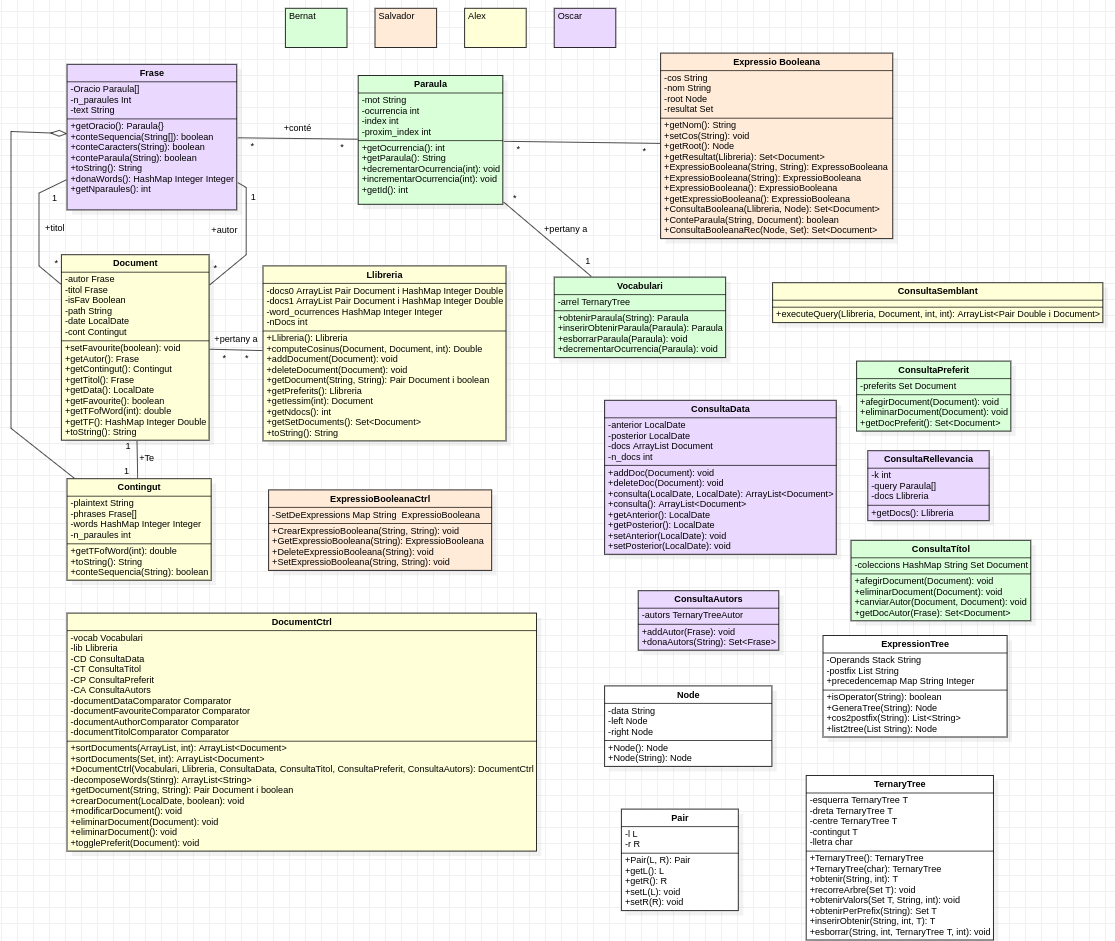 Bernat
Salvador
Alex
Oscar
Frase
-Oracio Paraula[]
-n_paraules Int
-text String
+getOracio(): Paraula{}
+conteSequencia(String[]): boolean
+conteCaracters(String): boolean
+conteParaula(String): boolean
+toString(): String
+donaWords(): HashMap Integer Integer
+getNparaules(): int
+conté
*
*
Paraula
-mot String
-ocurrencia int
-index int
-proxim_index int
+getOcurrencia(): int
+getParaula(): String
+decrementarOcurrencia(int): void
+incrementarOcurrencia(int): void
+getId(): int
*
*
Expressio Booleana
-cos String
-nom String
-root Node
-resultat Set
+getNom(): String
+setCos(String): void
+getRoot(): Node
+getResultat(Llibreria): Set<Document>
+ExpressioBooleana(String, String): ExpressoBooleana
+ExpressioBooleana(String): ExpressioBooleana
+ExpressioBooleana(): ExpressioBooleana
+getExpressioBooleana(): ExpressioBooleana
+ConsultaBooleana(Llibreria, Node): Set<Document>
+ConteParaula(String, Document): boolean
+ConsultaBooleanaRec(Node, Set): Set<Document>
1
+titol
*
1
+autor
*
*
+pertany a
1
Document
-autor Frase
-titol Frase
-isFav Boolean
-path String
-date LocalDate
-cont Contingut
+setFavourite(boolean): void
+getAutor(): Frase
+getContingut(): Contingut
+getTitol(): Frase
+getData(): LocalDate
+getFavourite(): boolean
+getTFofWord(int): double
+getTF(): HashMap Integer Double
+toString(): String
+pertany a
*
*
Llibreria
-docs0 ArrayList Pair Document i HashMap Integer Double
-docs1 ArrayList Pair Document i HashMap Integer Double
-word_ocurrences HashMap Integer Integer
-nDocs int
+Llibreria(): Llibreria
+computeCosinus(Document, Document, int): Double
+addDocument(Document): void
+deleteDocument(Document): void
+getDocument(String, String): Pair Document i boolean
+getPreferits(): Llibreria
+getIessim(int): Document
+getNdocs(): int
+getSetDocuments(): Set<Document>
+toString(): String
Vocabulari
-arrel TernaryTree
+obtenirParaula(String): Paraula
+inserirObtenirParaula(Paraula): Paraula
+esborrarParaula(Paraula): void
+decrementarOcurrencia(Paraula): void
ConsultaSemblant
+executeQuery(Llibreria, Document, int, int): ArrayList<Pair Double i Document>
ConsultaPreferit
-preferits Set Document
+afegirDocument(Document): void
+eliminarDocument(Document): void
+getDocPreferit(): Set<Document>
ConsultaData
-anterior LocalDate
-posterior LocalDate
-docs ArrayList Document
-n_docs int
+addDoc(Document): void
+deleteDoc(Document): void
+consulta(LocalDate, LocalDate): ArrayList<Document>
+consulta(): ArrayList<Document>
+getAnterior(): LocalDate
+getPosterior(): LocalDate
+setAnterior(LocalDate): void
+setPosterior(LocalDate): void
ConsultaRellevancia
-k int
-query Paraula[]
-docs Llibreria
+getDocs(): Llibreria
1
+Te
1
Contingut
-plaintext String
-phrases Frase[]
-words HashMap Integer Integer
-n_paraules int
+getTFofWord(int): double
+toString(): String
+conteSequencia(String): boolean
ExpressioBooleanaCtrl
-SetDeExpressions Map String ExpressioBooleana
+CrearExpressioBooleana(String, String): void
+GetExpressioBooleana(String): ExpressioBooleana
+DeleteExpressioBooleana(String): void
+SetExpressioBooleana(String, String): void
ConsultaTítol
-coleccions HashMap String Set Document
+afegirDocument(Document): void
+eliminarDocument(Document): void
+canviarAutor(Document, Document): void
+getDocAutor(Frase): Set<Document>
ConsultaAutors
-autors TernaryTreeAutor
+addAutor(Frase): void
+donaAutors(String): Set<Frase>
DocumentCtrl
-vocab Vocabulari
-lib Llibreria
-CD ConsultaData
-CT ConsultaTitol
-CP ConsultaPreferit
-CA ConsultaAutors
-documentDataComparator Comparator
-documentFavouriteComparator Comparator
-documentAuthorComparator Comparator
-documentTitolComparator Comparator
+sortDocuments(ArrayList, int): ArrayList<Document>
+sortDocuments(Set, int): ArrayList<Document>
+DocumentCtrl(Vocabulari, Llibreria, ConsultaData, ConsultaTitol, ConsultaPreferit, ConsultaAutors): DocumentCtrl
-decomposeWords(Stinrg): ArrayList<String>
+getDocument(String, String): Pair Document i boolean
+crearDocument(LocalDate, boolean): void
+modificarDocument(): void
+eliminarDocument(Document): void
+eliminarDocument(): void
+togglePreferit(Document): void
ExpressionTree
-Operands Stack String
-postfix List String
+precedencemap Map String Integer
+isOperator(String): boolean
+GeneraTree(String): Node
+cos2postfix(String): List<String>
+list2tree(List String): Node
Node
-data String
-left Node
-right Node
+Node(): Node
+Node(String): Node
Pair
-l L
-r R
+Pair(L, R): Pair
+getL(): L
+getR(): R
+setL(L): void
+setR(R): void
TernaryTree
-esquerra TernaryTree T
-dreta TernaryTree T
-centre TernaryTree T
-contingut T
-lletra char
+TernaryTree(): TernaryTree
+TernaryTree(char): TernaryTree
+obtenir(String, int): T
+recorreArbre(Set T): void
+obtenirValors(Set T, String, int): void
+obtenirPerPrefix(String): Set T
+inserirObtenir(String, int, T): T
+esborrar(String, int, TernaryTree T, int): void